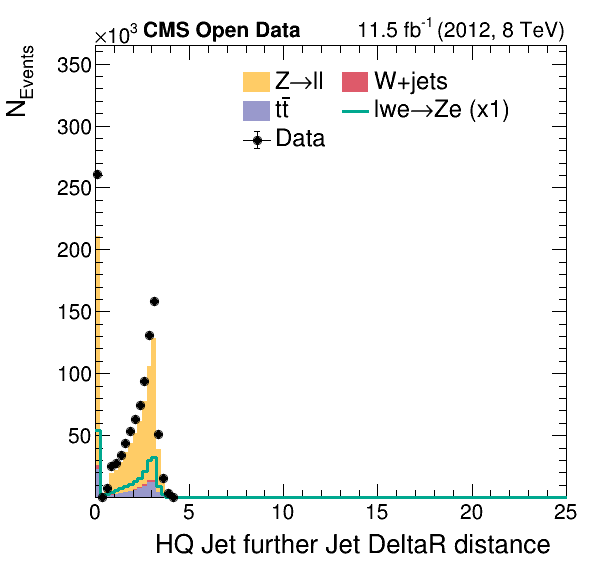 ×10³ CMS Open Data 11.5 fb⁻¹ (2012, 8 TeV)
N_Events
350
300
250
200
150
100
50
Z→ll W+jets
tt̄ lwe→Ze (x1)
Data
0 5 10 15 20 25
HQ Jet further Jet DeltaR distance